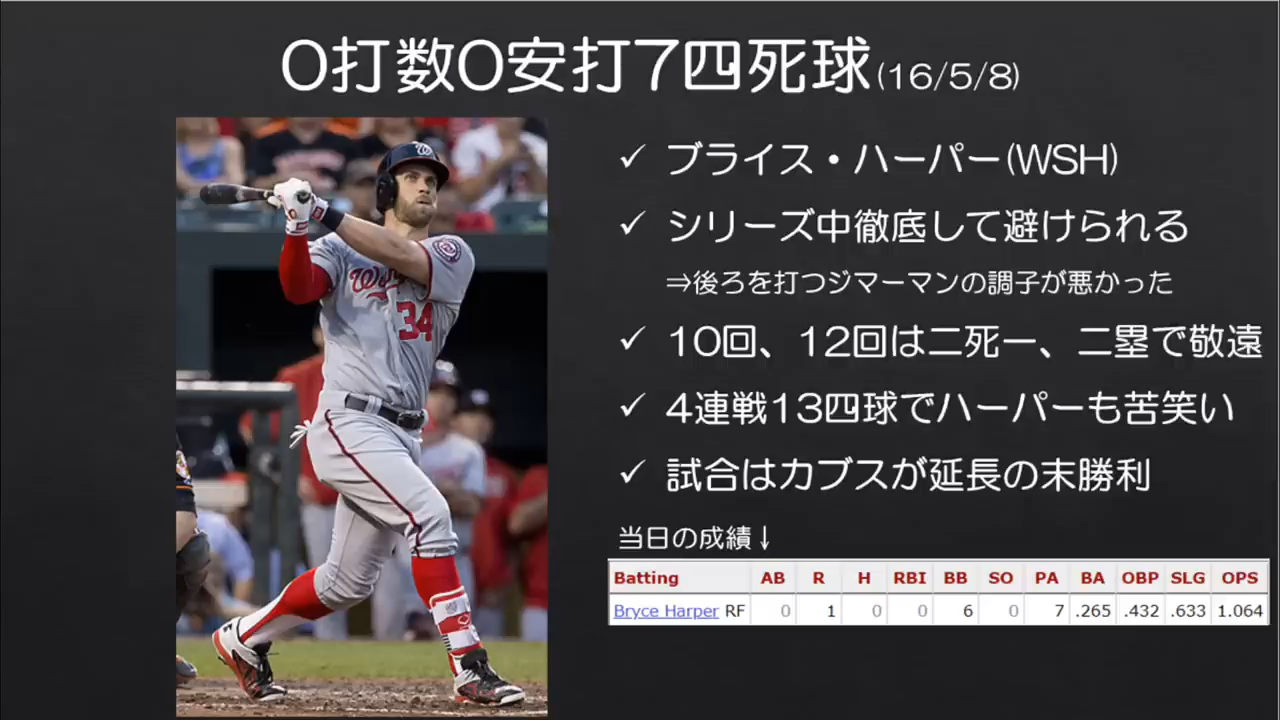 0打数0安打7四死球(16/5/8)
✓ ブライス・ハーパー(WSH)
✓ シリーズ中徹底して避けられる
⇒後ろを打つジマーマンの調子が悪かった
✓ 10回、12回は二死一、二塁で敬遠
✓ 4連戦13四球でハーパーも苦笑い
✓ 試合はカブスが延長の末勝利
当日の成績↓
Batting AB R H RBI BB SO PA BA OBP SLG OPS
Bryce Harper RF 0 1 0 0 6 0 7 .265 .432 .633 1.064
W
34